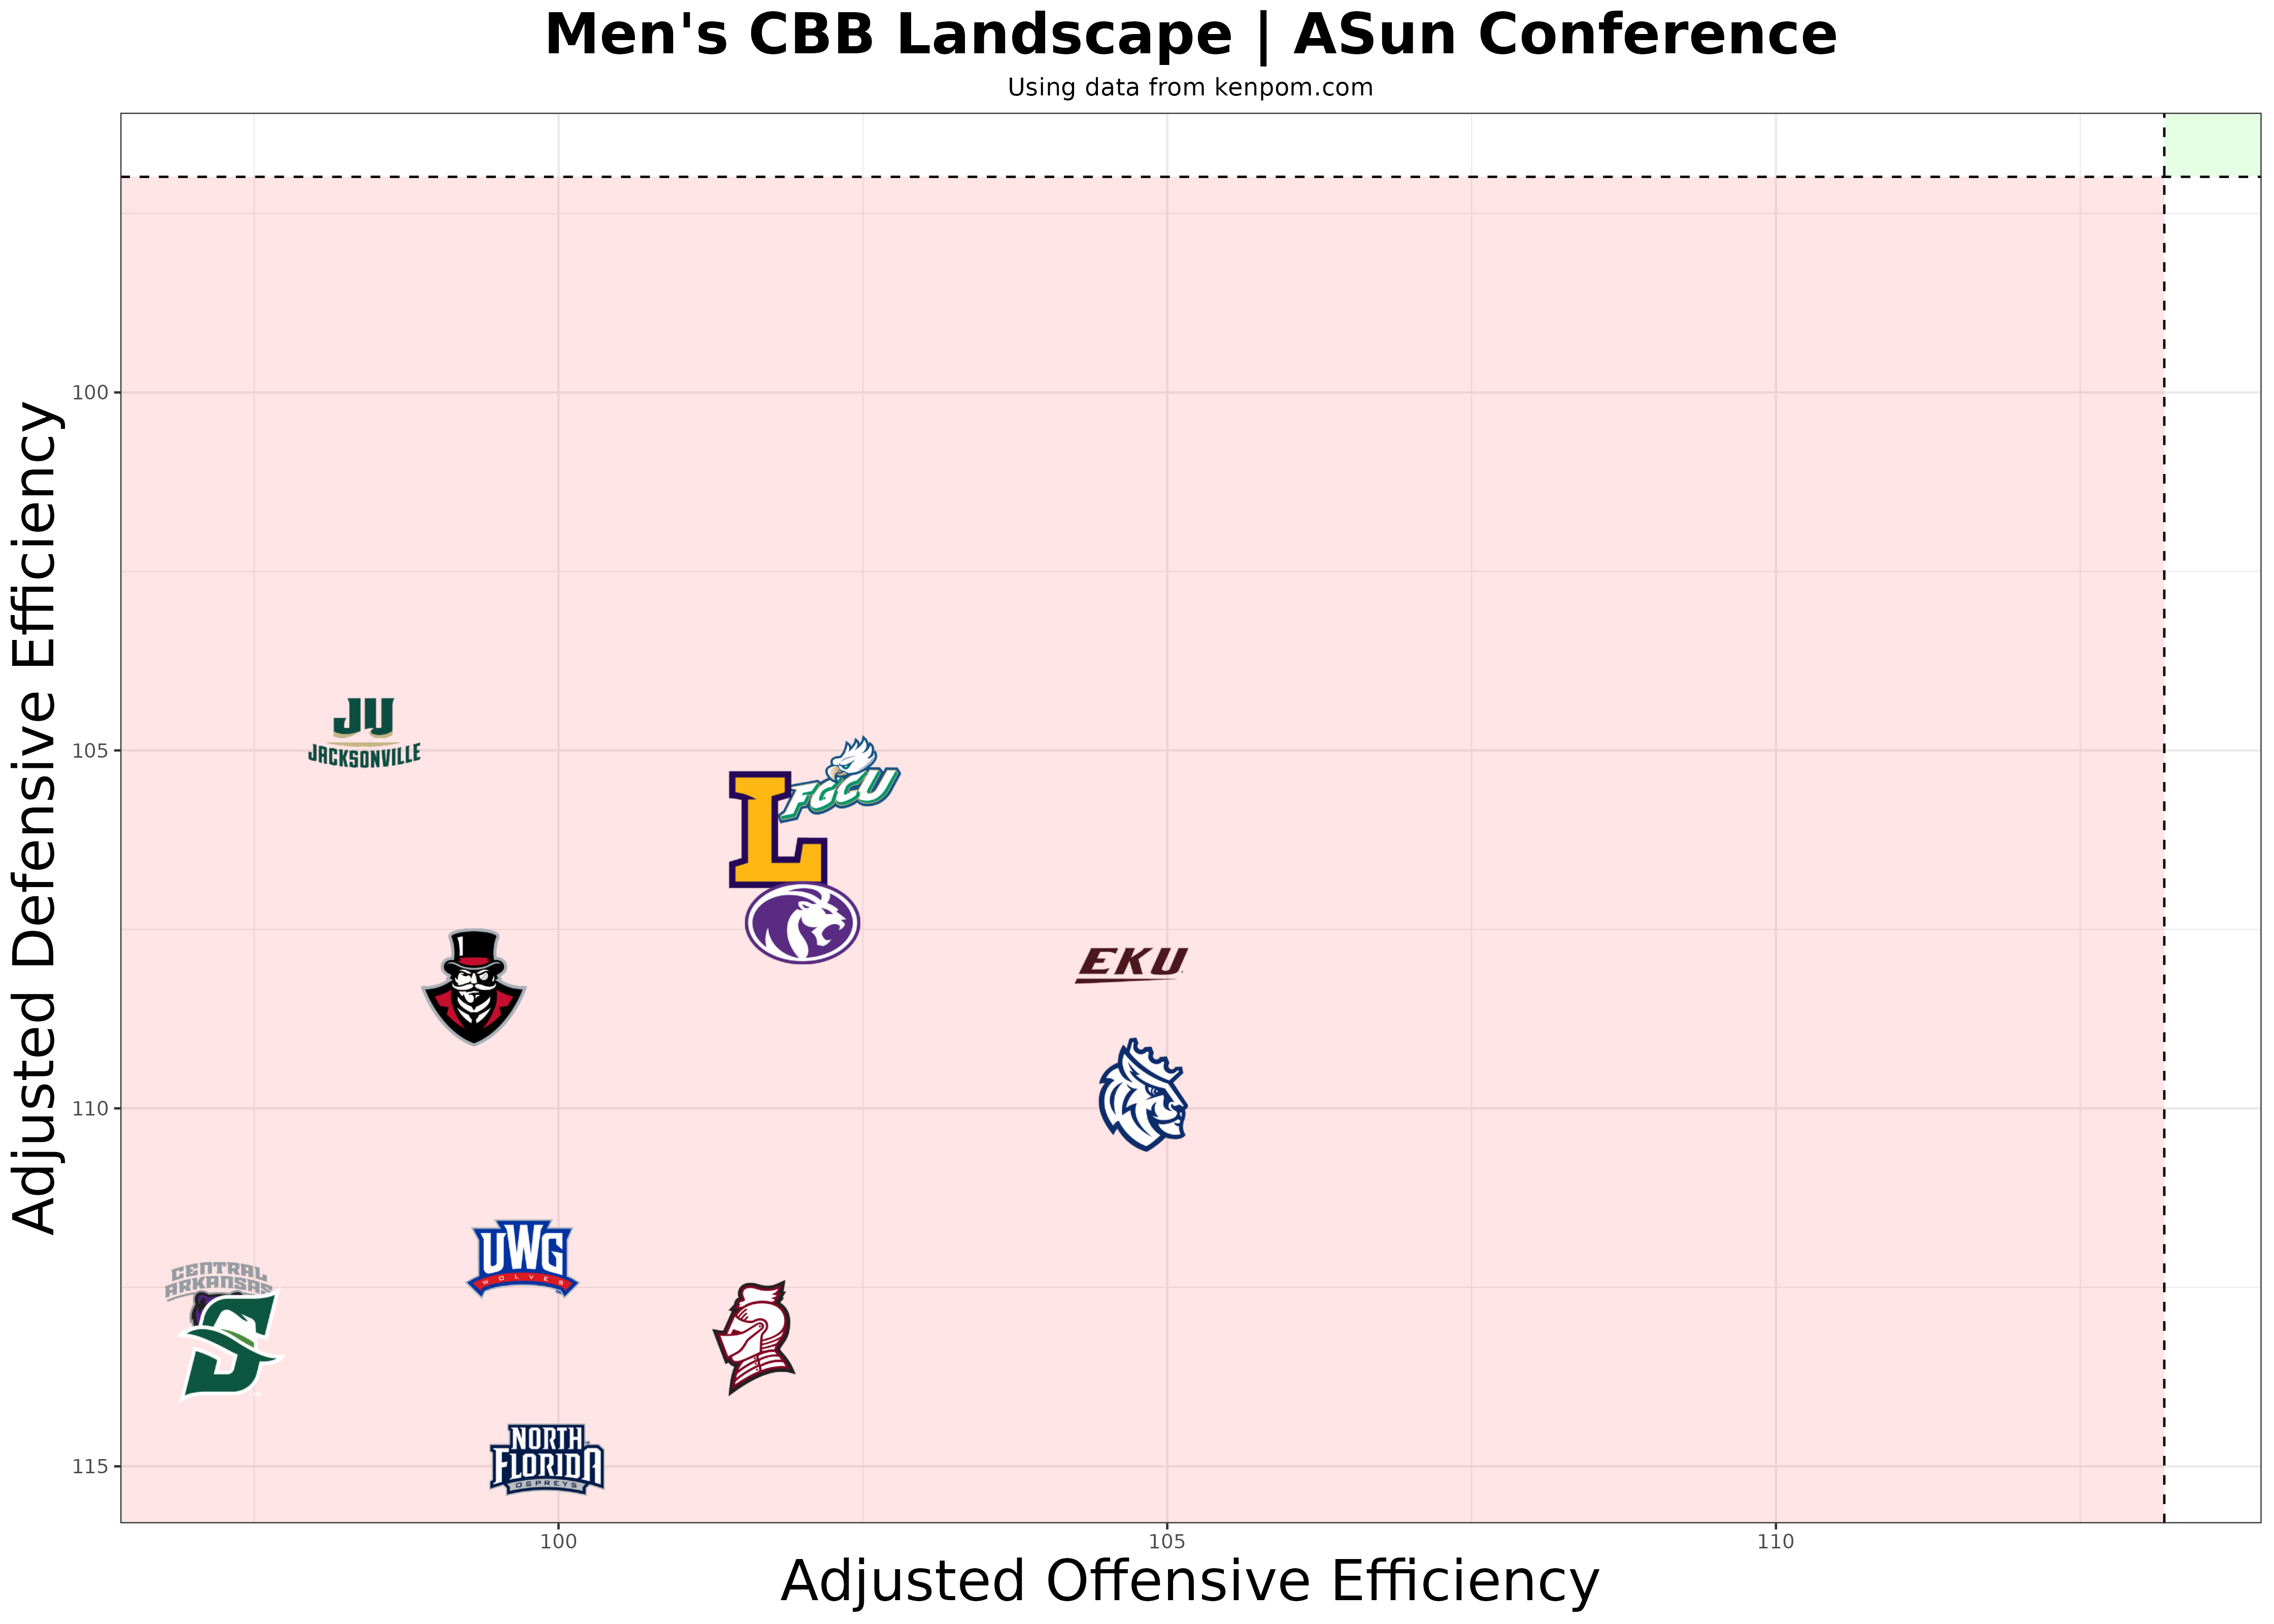 Men's CBB Landscape | ASun Conference
Using data from kenpom.com
Adjusted Defensive Efficiency
100
105
110
115
JU
JACKSONVILLE
FGCU
L
EKU
UWG
WOLVES
CENTRAL
ARKANSAS
S
NORTH
FLORIDA
OSPREYS
100
105
110
Adjusted Offensive Efficiency